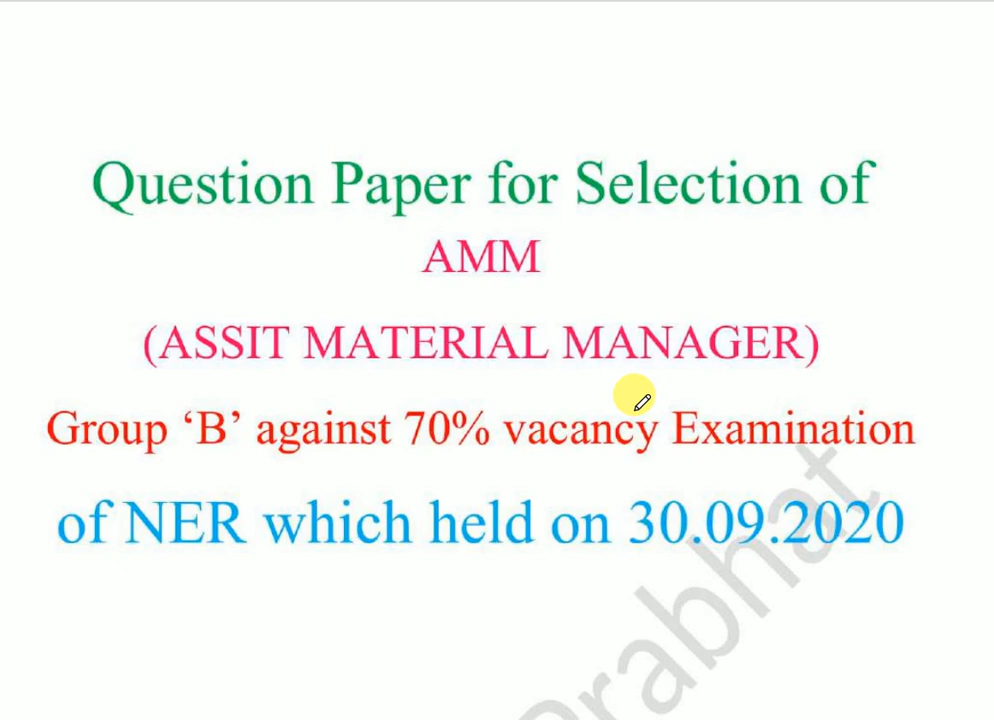 Question Paper for Selection of
AMM
(ASSIT MATERIAL MANAGER)
Group ‘B’ against 70% vacancy Examination
of NER which held on 30.09.2020
Prabhat